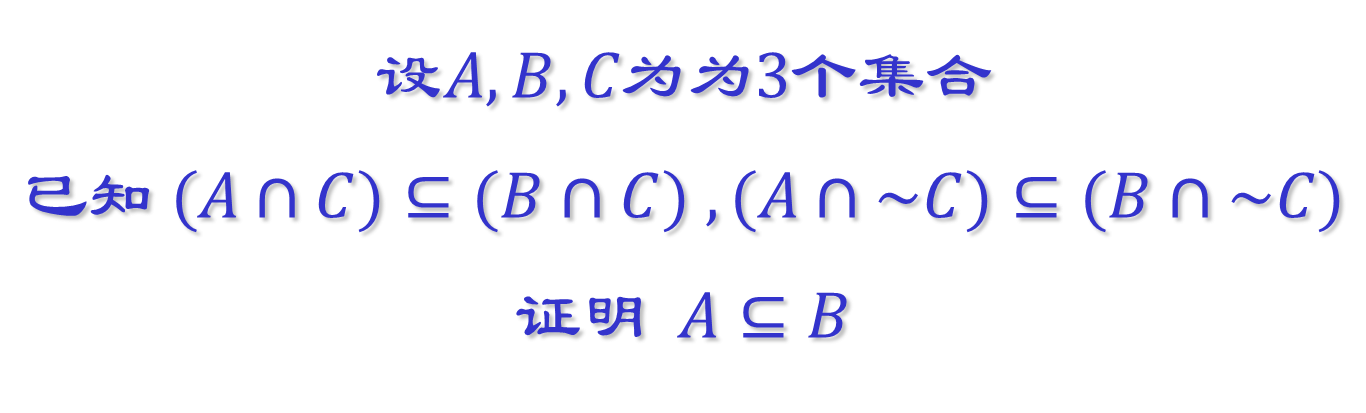 设A, B, C为为3个集合
已知 (A ∩ C) ⊆ (B ∩ C) , (A ∩ ~C) ⊆ (B ∩ ~C)
证明 A ⊆ B